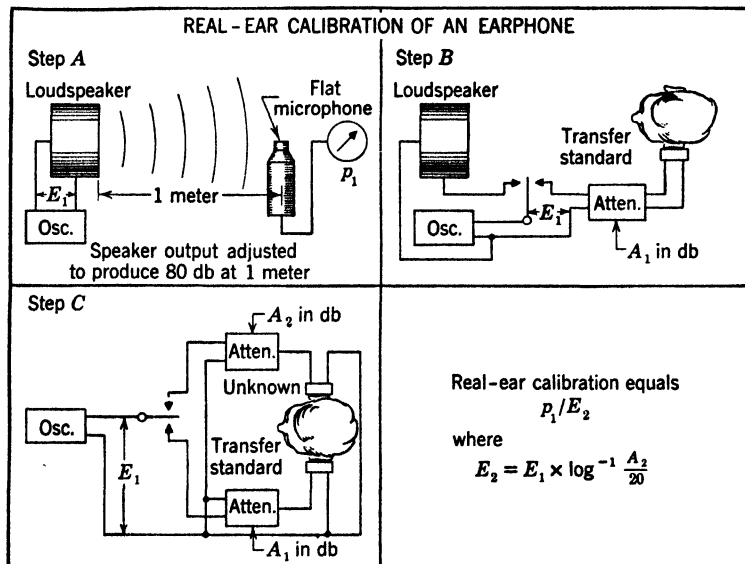 REAL-EAR CALIBRATION OF AN EARPHONE
Step A
Loudspeaker
Flat
microphone
p₁
E₁
1 meter
Osc.
Speaker output adjusted
to produce 80 db at 1 meter
Step B
Loudspeaker
Transfer
standard
E₁
Osc.
Atten.
A₁ in db
Step C
A₂ in db
Atten.
Unknown
Osc.
E₁
Transfer
standard
Atten.
A₁ in db
Real-ear calibration equals
p₁/E₂
where
E₂ = E₁ × log⁻¹ A₂/20